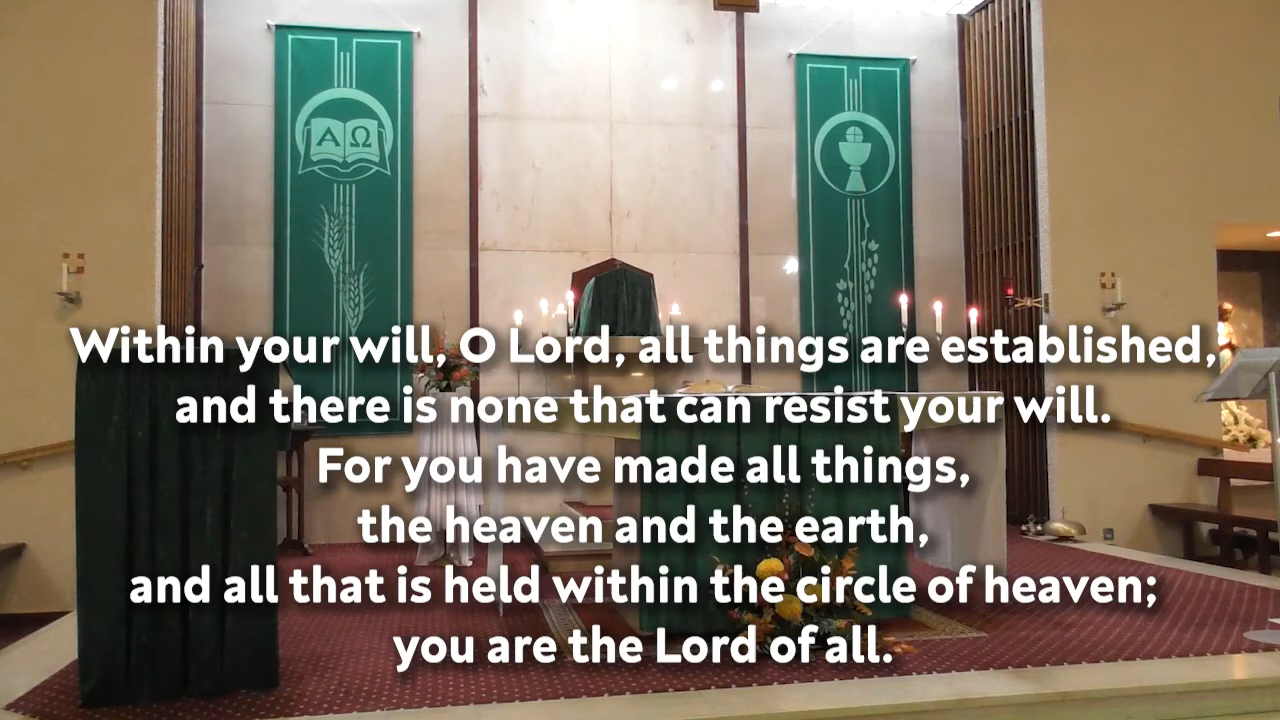 Α Ω
Within your will, O Lord, all things are established,
and there is none that can resist your will.
For you have made all things,
the heaven and the earth,
and all that is held within the circle of heaven;
you are the Lord of all.